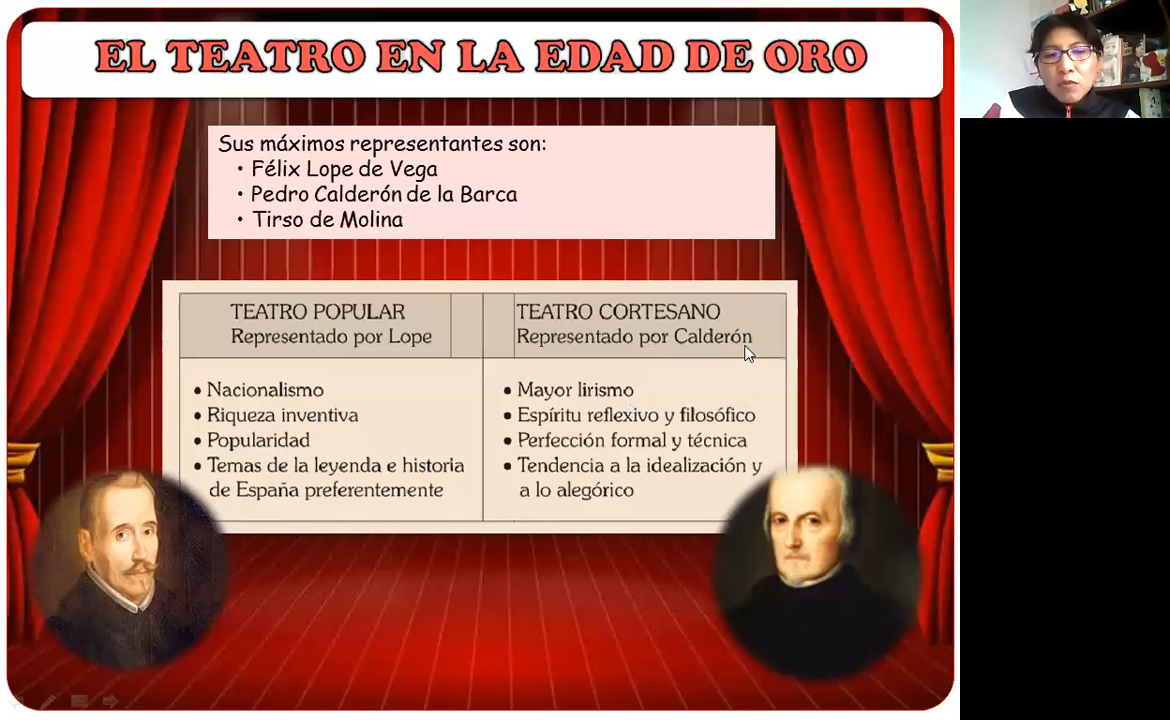 EL TEATRO EN LA EDAD DE ORO
Sus máximos representantes son:
• Félix Lope de Vega
• Pedro Calderón de la Barca
• Tirso de Molina
TEATRO POPULAR
Representado por Lope
• Nacionalismo
• Riqueza inventiva
• Popularidad
• Temas de la leyenda e historia
de España preferentemente
TEATRO CORTESANO
Representado por Calderón
• Mayor lirismo
• Espíritu reflexivo y filosófico
• Perfección formal y técnica
• Tendencia a la idealización y
a lo alegórico